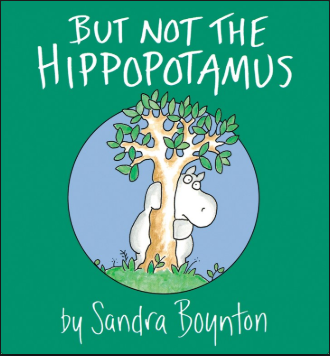 BUT NOT THE
HIPPOPOTAMUS
by Sandra Boynton